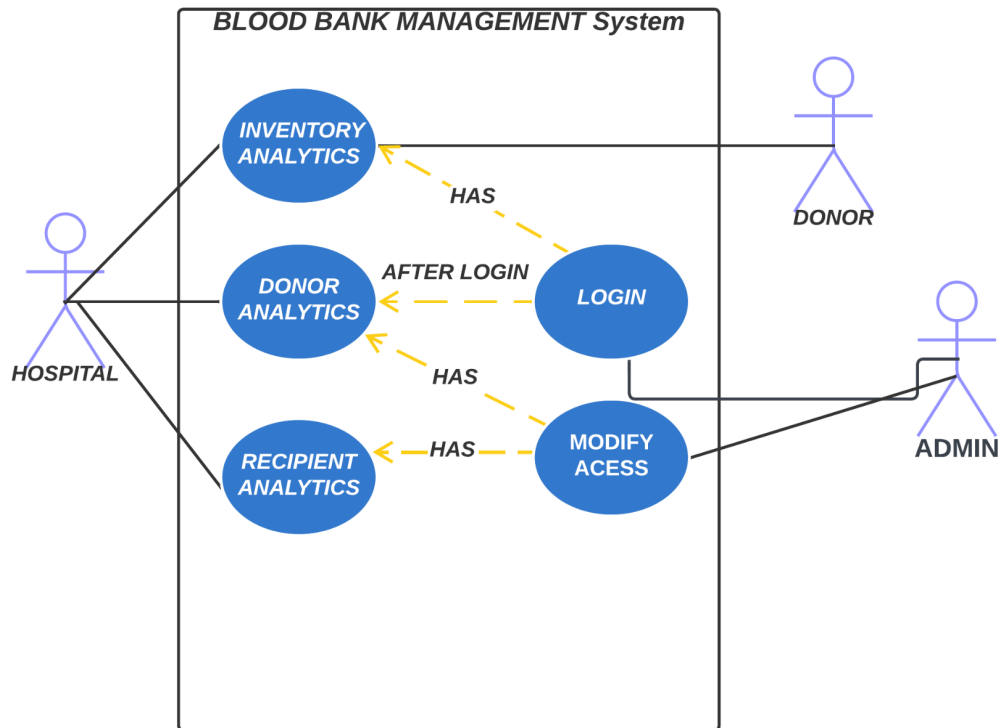 BLOOD BANK MANAGEMENT System
INVENTORY
ANALYTICS
HAS
DONOR
AFTER LOGIN
DONOR
ANALYTICS
LOGIN
HOSPITAL
HAS
MODIFY
ACESS
ADMIN
HAS
RECIPIENT
ANALYTICS